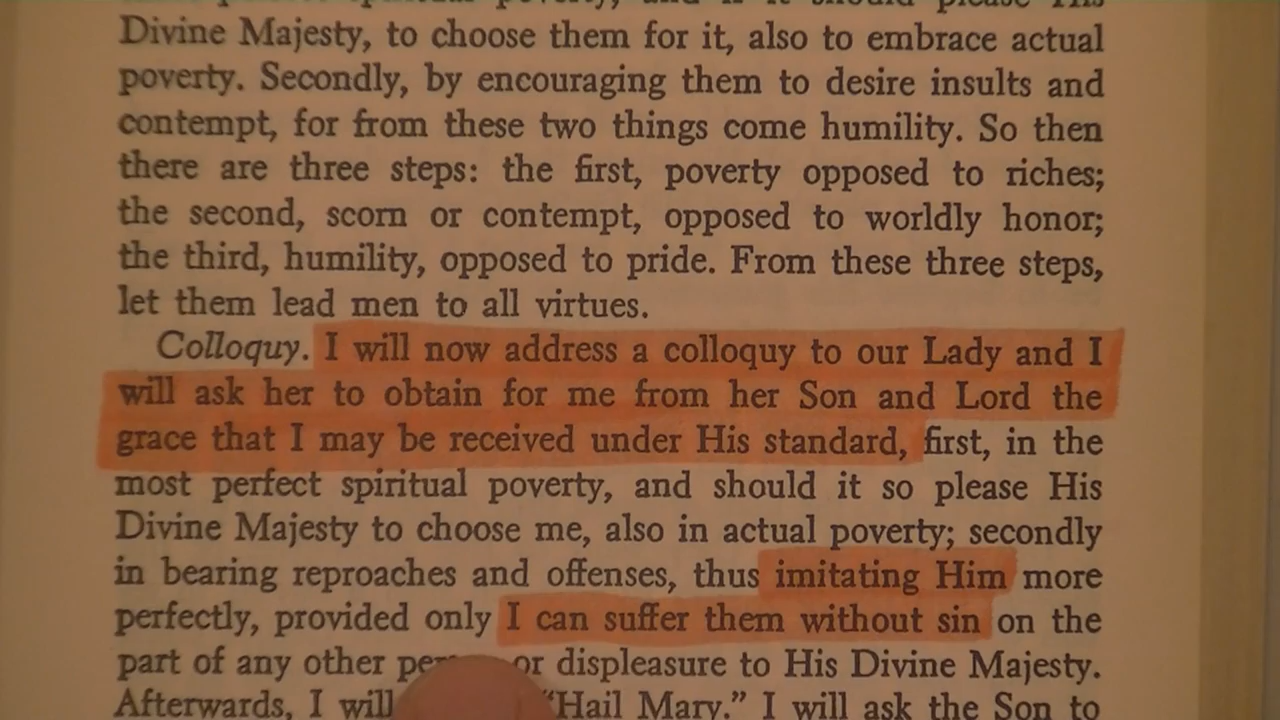 Divine Majesty, to choose them for it, also to embrace actual
poverty. Secondly, by encouraging them to desire insults and
contempt, for from these two things come humility. So then
there are three steps: the first, poverty opposed to riches;
the second, scorn or contempt, opposed to worldly honor;
the third, humility, opposed to pride. From these three steps,
let them lead men to all virtues.
Colloquy. I will now address a colloquy to our Lady and I
will ask her to obtain for me from her Son and Lord the
grace that I may be received under His standard, first, in the
most perfect spiritual poverty, and should it so please His
Divine Majesty to choose me, also in actual poverty; secondly
in bearing reproaches and offenses, thus imitating Him more
perfectly, provided only I can suffer them without sin on the
part of any other or displeasure to His Divine Majesty.
Afterwards, I will "Hail Mary." I will ask the Son to